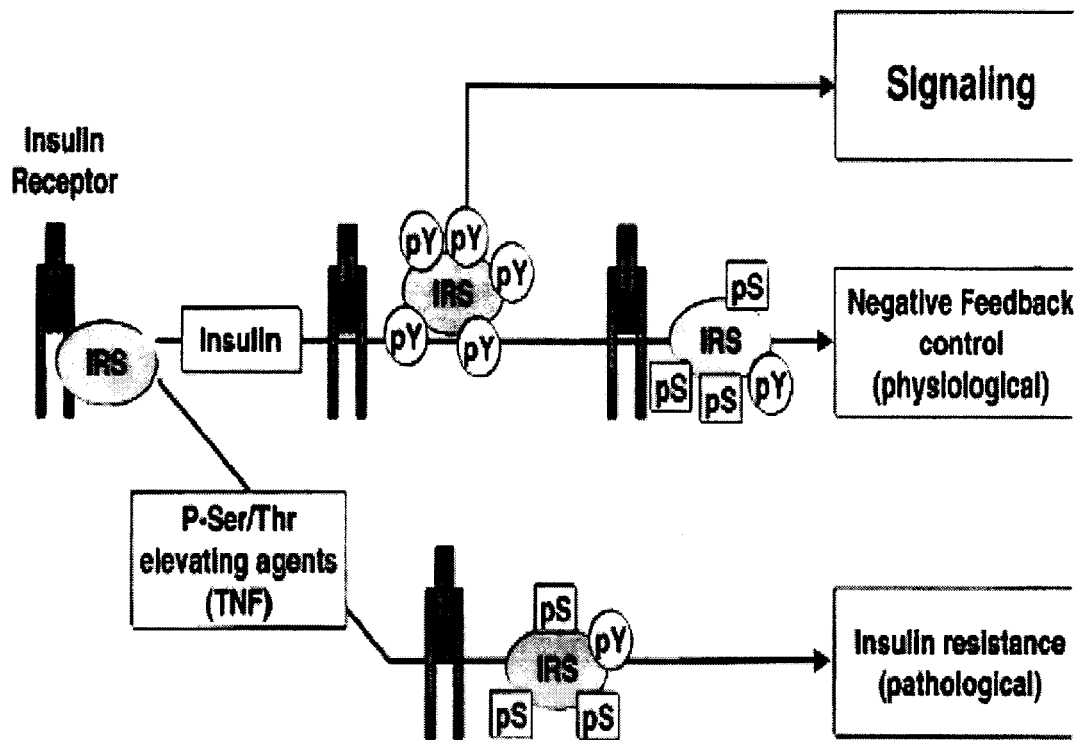 Signaling
Insulin
Receptor
pY
pY
pY
IRS
pY
pY
IRS
Insulin
pS
IRS
pS
pS
pY
Negative Feedback
control
(physiological)
P-Ser/Thr
elevating agents
(TNF)
pS
pY
IRS
pS
pS
Insulin resistance
(pathological)